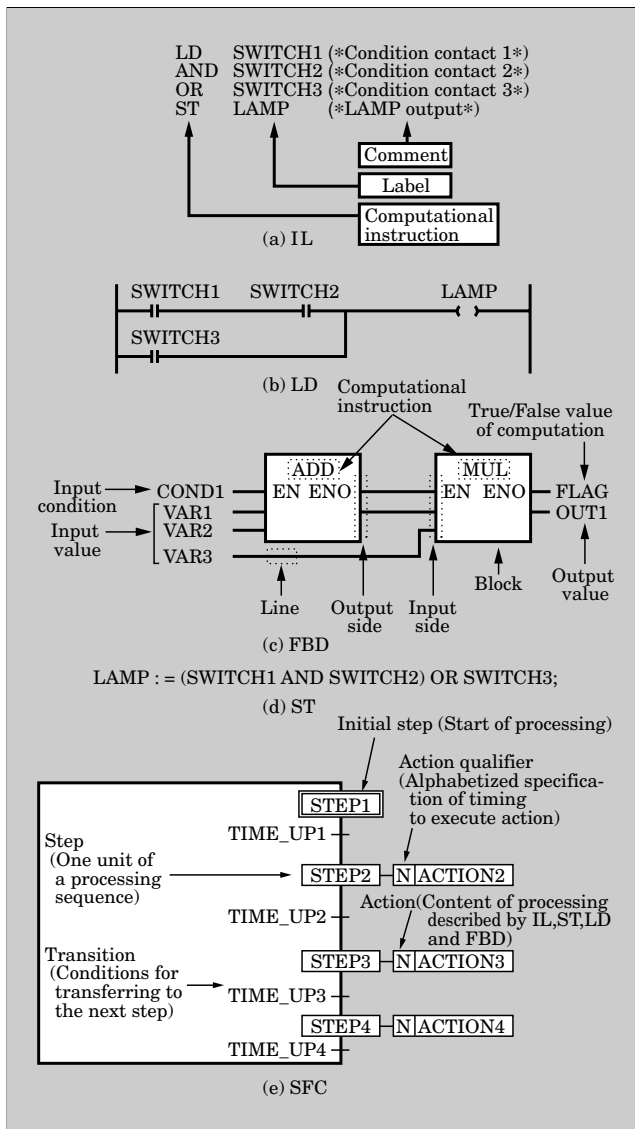 LD SWITCH1 (*Condition contact 1*)
AND SWITCH2 (*Condition contact 2*)
OR SWITCH3 (*Condition contact 3*)
ST LAMP (*LAMP output*)
Comment
Label
Computational
instruction
(a) IL
SWITCH1 SWITCH2 LAMP
SWITCH3
(b) LD
Computational
instruction
True/False value
of computation
ADD
MUL
Input
condition
COND1
EN ENO
EN ENO
FLAG
Input
value
VAR1
VAR2
VAR3
OUT1
Line
Output
side
Input
side
Block
Output
value
(c) FBD
LAMP : = (SWITCH1 AND SWITCH2) OR SWITCH3;
(d) ST
Initial step (Start of processing)
Action qualifier
(Alphabetized specifica-
tion of timing
to execute action)
STEP1
TIME_UP1
Step
(One unit of
a processing
sequence)
STEP2 N ACTION2
TIME_UP2
Action(Content of processing
described by IL,ST,LD
and FBD)
Transition
(Conditions for
transferring to
the next step)
STEP3 N ACTION3
TIME_UP3
STEP4 N ACTION4
TIME_UP4
(e) SFC